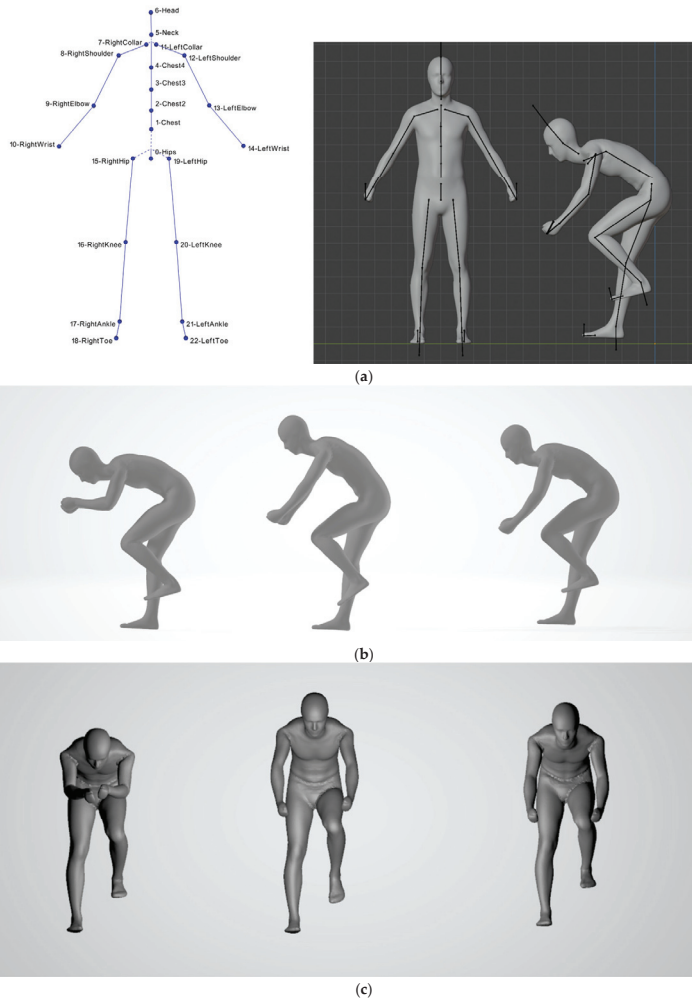 6-Head
5-Neck
7-RightCollar
11-LeftCollar
8-RightShoulder
12-LeftShoulder
4-Chest4
3-Chest3
9-RightElbow
13-LeftElbow
2-Chest2
1-Chest
10-RightWrist
0-Hips
14-LeftWrist
15-RightHip
19-LeftHip
16-RightKnee
20-LeftKnee
17-RightAnkle
21-LeftAnkle
18-RightToe
22-LeftToe
(a)
(b)
(c)